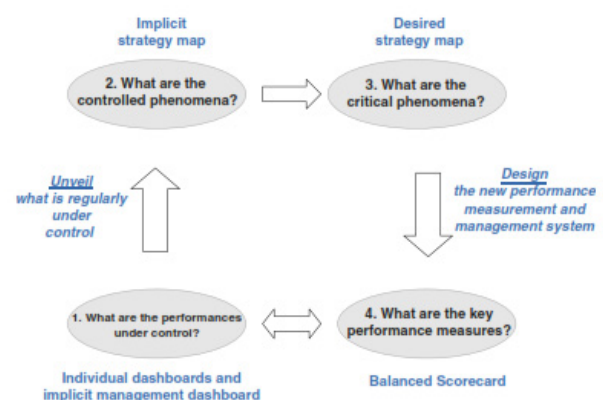 Implicit
strategy map
Desired
strategy map
2. What are the
controlled phenomena?
3. What are the
critical phenomena?
Unveil
what is regularly
under
control
Design
the new performance
measurement and
management system
1. What are the performances
under control?
4. What are the key
performance measures?
Individual dashboards and
implicit management dashboard
Balanced Scorecard